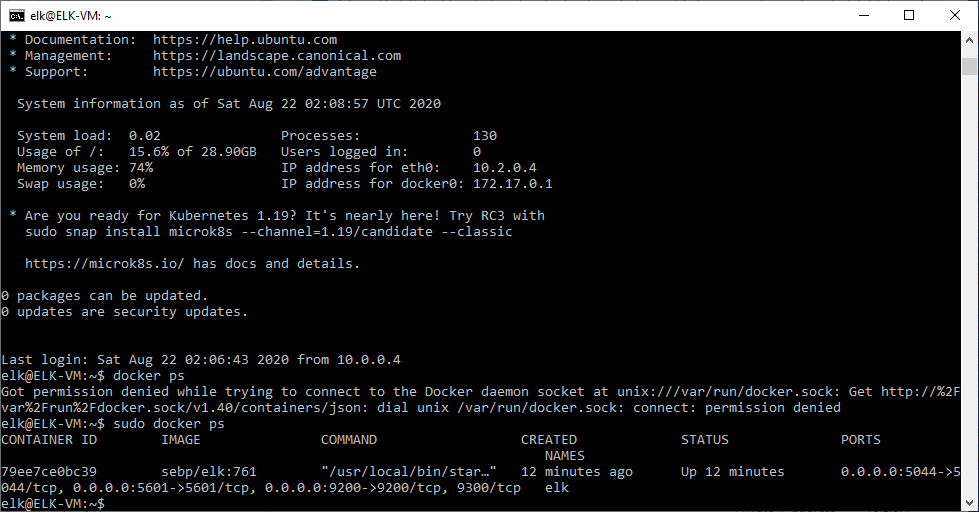 elk@ELK-VM: ~
* Documentation:  https://help.ubuntu.com
* Management:     https://landscape.canonical.com
* Support:        https://ubuntu.com/advantage
System information as of Sat Aug 22 02:08:57 UTC 2020
System load:  0.02               Processes:              130
Usage of /:   15.6% of 28.90GB   Users logged in:        0
Memory usage: 74%                IP address for eth0:    10.2.0.4
Swap usage:   0%                 IP address for docker0: 172.17.0.1
* Are you ready for Kubernetes 1.19? It's nearly here! Try RC3 with
sudo snap install microk8s --channel=1.19/candidate --classic
https://microk8s.io/ has docs and details.
0 packages can be updated.
0 updates are security updates.
Last login: Sat Aug 22 02:06:43 2020 from 10.0.0.4
elk@ELK-VM:~$ docker ps
Got permission denied while trying to connect to the Docker daemon socket at unix:///var/run/docker.sock: Get http://%2F
var%2Frun%2Fdocker.sock/v1.40/containers/json: dial unix /var/run/docker.sock: connect: permission denied
elk@ELK-VM:~$ sudo docker ps
CONTAINER ID        IMAGE               COMMAND                  CREATED             STATUS              PORTS
NAMES
79ee7ce0bc39        sebp/elk:761        "/usr/local/bin/star…"   12 minutes ago      Up 12 minutes       0.0.0.0:5044->5
044/tcp, 0.0.0.0:5601->5601/tcp, 0.0.0.0:9200->9200/tcp, 9300/tcp   elk
elk@ELK-VM:~$